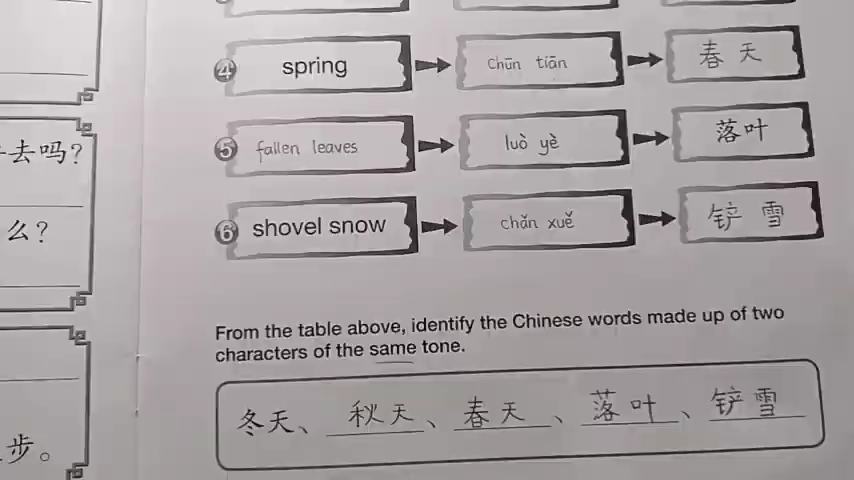 去吗?
么?
步。
4 spring chūn tiān 春天
5 fallen leaves luò yè 落叶
6 shovel snow chǎn xuě 铲雪
From the table above, identify the Chinese words made up of two
characters of the same tone.
冬天、秋天、春天、落叶、铲雪